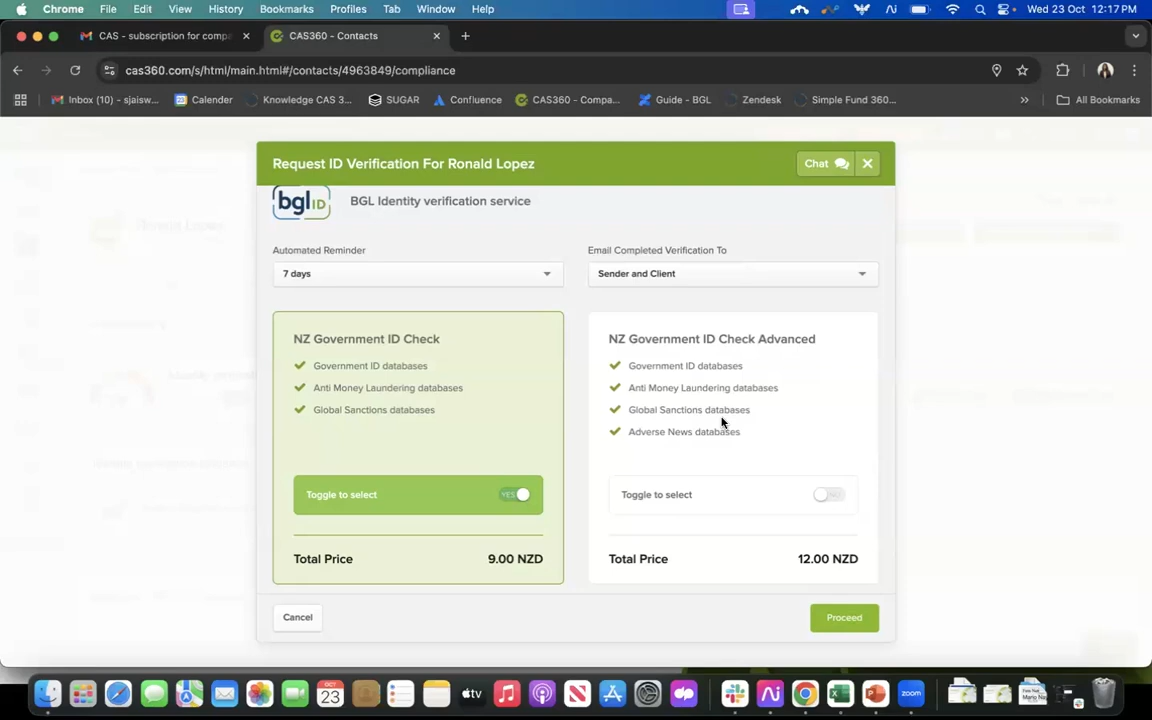 Chrome File Edit View History Bookmarks Profiles Tab Window Help Wed 23 Oct 12:17 PM
CAS - subscription for comp
CAS360 - Contacts
cas360.com/s/html/main.html#/contacts/4963849/compliance
Inbox (10) - sjaisw... Calendar Knowledge CAS 3... SUGAR Confluence CAS360 - Compa... Guide - BGL Zendesk Simple Fund 360... » All Bookmarks
Request ID Verification For Ronald Lopez
Chat
bgl ID
BGL Identity verification service
Automated Reminder
Email Completed Verification To
7 days
Sender and Client
NZ Government ID Check
Government ID databases
Anti Money Laundering databases
Global Sanctions databases
Toggle to select YES
Total Price 9.00 NZD
NZ Government ID Check Advanced
Government ID databases
Anti Money Laundering databases
Global Sanctions databases
Adverse News databases
Toggle to select NO
Total Price 12.00 NZD
Cancel
Proceed
OCT
23
tv
zoom